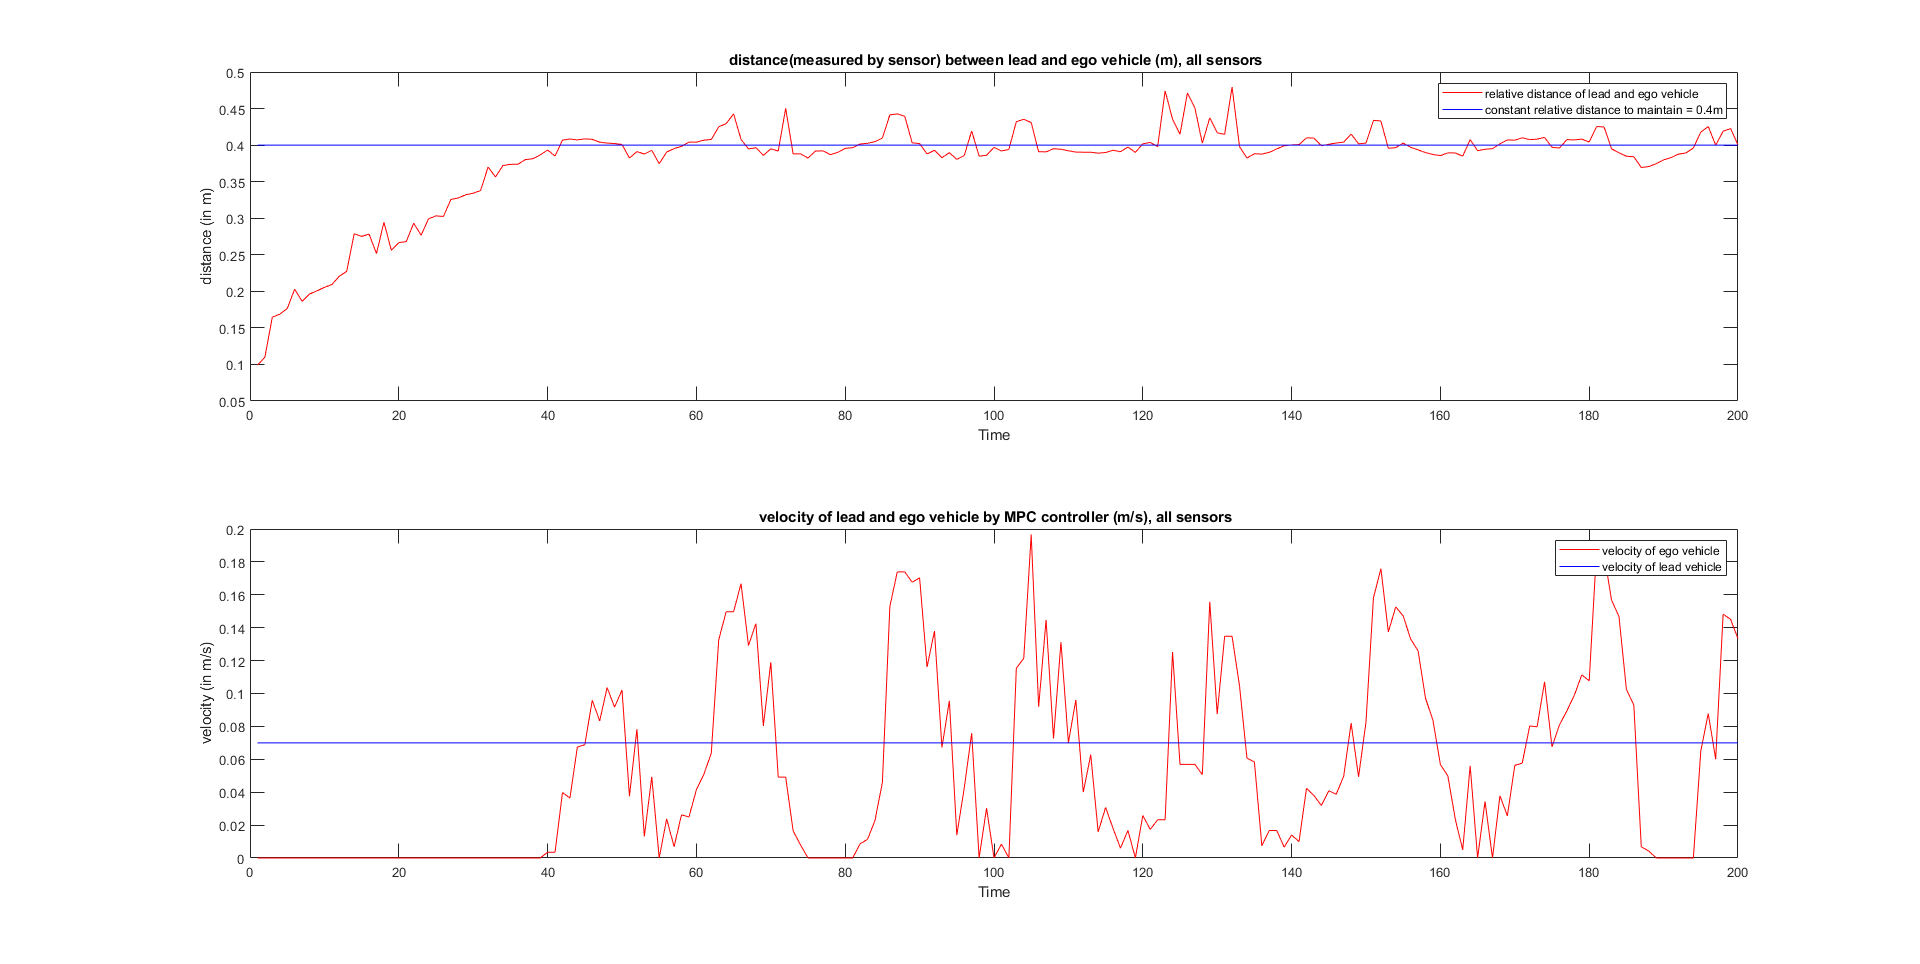 distance(measured by sensor) between lead and ego vehicle (m), all sensors
0.5
0.45
0.4
0.35
0.3
0.25
0.2
0.15
0.1
0.05
distance (in m)
relative distance of lead and ego vehicle
constant relative distance to maintain = 0.4m
0 20 40 60 80 100 120 140 160 180 200
Time
velocity of lead and ego vehicle by MPC controller (m/s), all sensors
0.2
0.18
0.16
0.14
0.12
0.1
0.08
0.06
0.04
0.02
0
velocity (in m/s)
velocity of ego vehicle
velocity of lead vehicle
0 20 40 60 80 100 120 140 160 180 200
Time